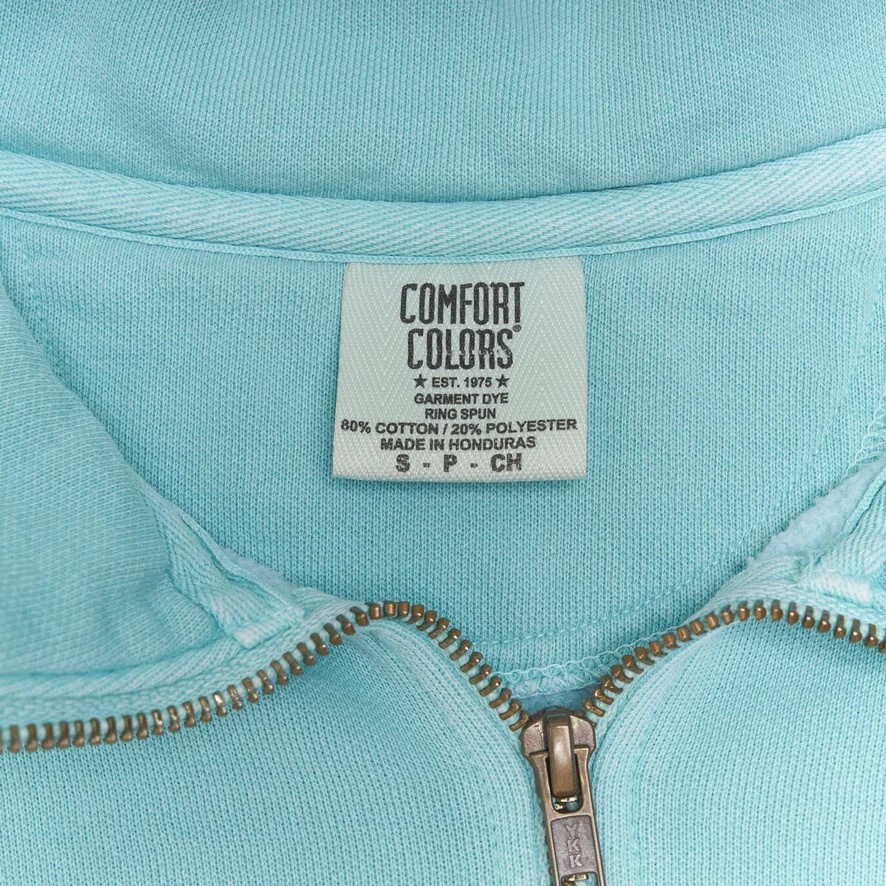 COMFORT
COLORS®
★ EST. 1975 ★
GARMENT DYE
RING SPUN
80% COTTON / 20% POLYESTER
MADE IN HONDURAS
S - P - CH
YKK